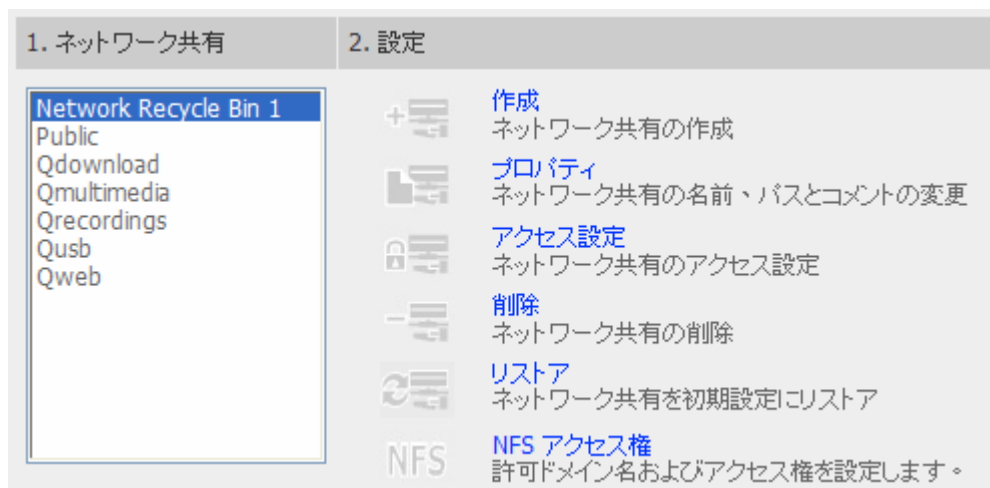 1. ネットワーク共有
2. 設定
Network Recycle Bin 1
Public
Qdownload
Qmultimedia
Qrecordings
Qusb
Qweb
作成
ネットワーク共有の作成
プロパティ
ネットワーク共有の名前、パスとコメントの変更
アクセス設定
ネットワーク共有のアクセス設定
削除
ネットワーク共有の削除
リストア
ネットワーク共有を初期設定にリストア
NFS
NFS アクセス権
許可ドメイン名およびアクセス権を設定します。